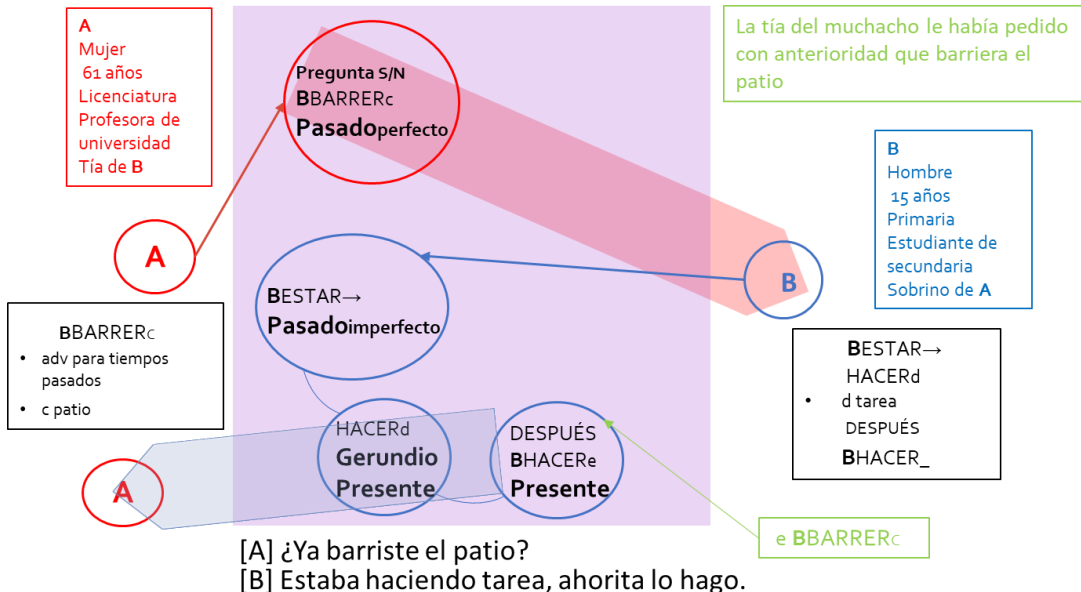 A
Mujer
61 años
Licenciatura
Profesora de
universidad
Tía de B
Pregunta S/N
BBARRERc
Pasadoperfecto
La tía del muchacho le había pedido
con anterioridad que barriera el
patio
B
Hombre
15 años
Primaria
Estudiante de
secundaria
Sobrino de A
A
B
BESTAR→
Pasadoimperfecto
BBARRERc
• adv para tiempos
pasados
• c patio
BESTAR→
HACERd
• d tarea
DESPUÉS
BHACER_
HACERd
Gerundio
Presente
DESPUÉS
BHACERe
Presente
A
e BBARRERc
[A] ¿Ya barriste el patio?
[B] Estaba haciendo tarea, ahorita lo hago.